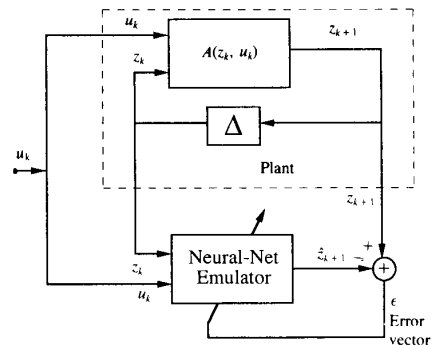 u_k
z_{k+1}
A(z_k, u_k)
z_k
Δ
Plant
u_k
z_{k+1}
+
Neural-Net
Emulator
ẑ_{k+1}
−
+
z_k
u_k
ϵ
Error
vector